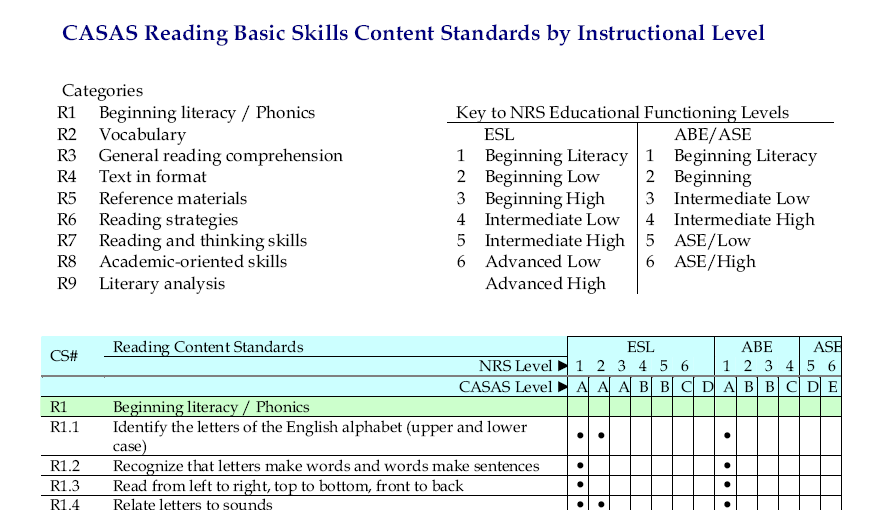 CASAS Reading Basic Skills Content Standards by Instructional Level
Categories
R1 Beginning literacy / Phonics
R2 Vocabulary
R3 General reading comprehension
R4 Text in format
R5 Reference materials
R6 Reading strategies
R7 Reading and thinking skills
R8 Academic-oriented skills
R9 Literary analysis
Key to NRS Educational Functioning Levels
ESL ABE/ASE
1 Beginning Literacy 1 Beginning Literacy
2 Beginning Low 2 Beginning
3 Beginning High 3 Intermediate Low
4 Intermediate Low 4 Intermediate High
5 Intermediate High 5 ASE/Low
6 Advanced Low 6 ASE/High
Advanced High
CS# Reading Content Standards ESL ABE ASE
NRS Level ▶ 1 2 3 4 5 6 1 2 3 4 5 6
CASAS Level ▶ A A A B B C D A B B C D E
R1 Beginning literacy / Phonics
R1.1 Identify the letters of the English alphabet (upper and lower
case) • • •
R1.2 Recognize that letters make words and words make sentences • •
R1.3 Read from left to right, top to bottom, front to back • •
R1.4 Relate letters to sounds • • •